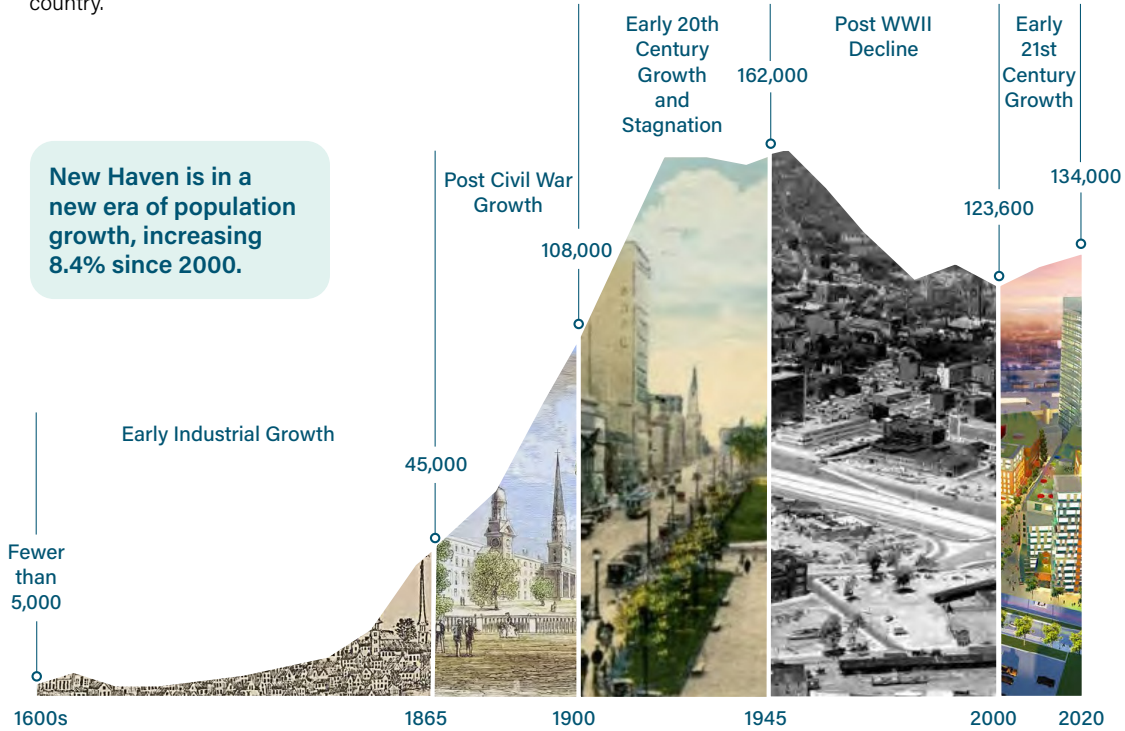 country.
Early 20th
Century
Growth
and
Stagnation
162,000
Post WWII
Decline
Early
21st
Century
Growth
134,000
New Haven is in a
new era of population
growth, increasing
8.4% since 2000.
Post Civil War
Growth
108,000
123,600
Early Industrial Growth
45,000
Fewer
than
5,000
1600s
1865
1900
1945
2000
2020